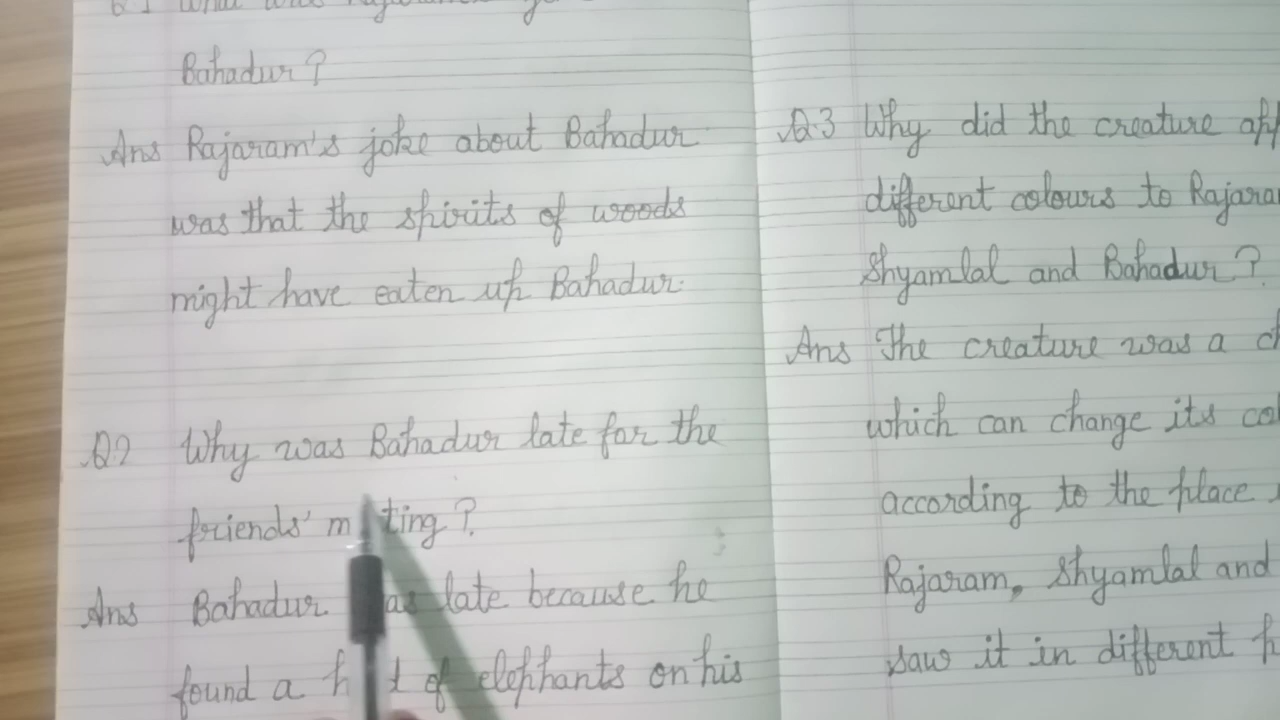 Bahadur?
Ans Rajaram's joke about Bahadur
was that the spirits of woods
might have eaten up Bahadur.
Q.2 Why was Bahadur late for the
friends' meeting?
Ans Bahadur was late because he
found a of elephants on his
Q.3 Why did the creature
different colours to
Shyamlal and Bahadur?
Ans The creature was a
which can change its
according to the place
Rajaram, Shyamlal and
saw it in different